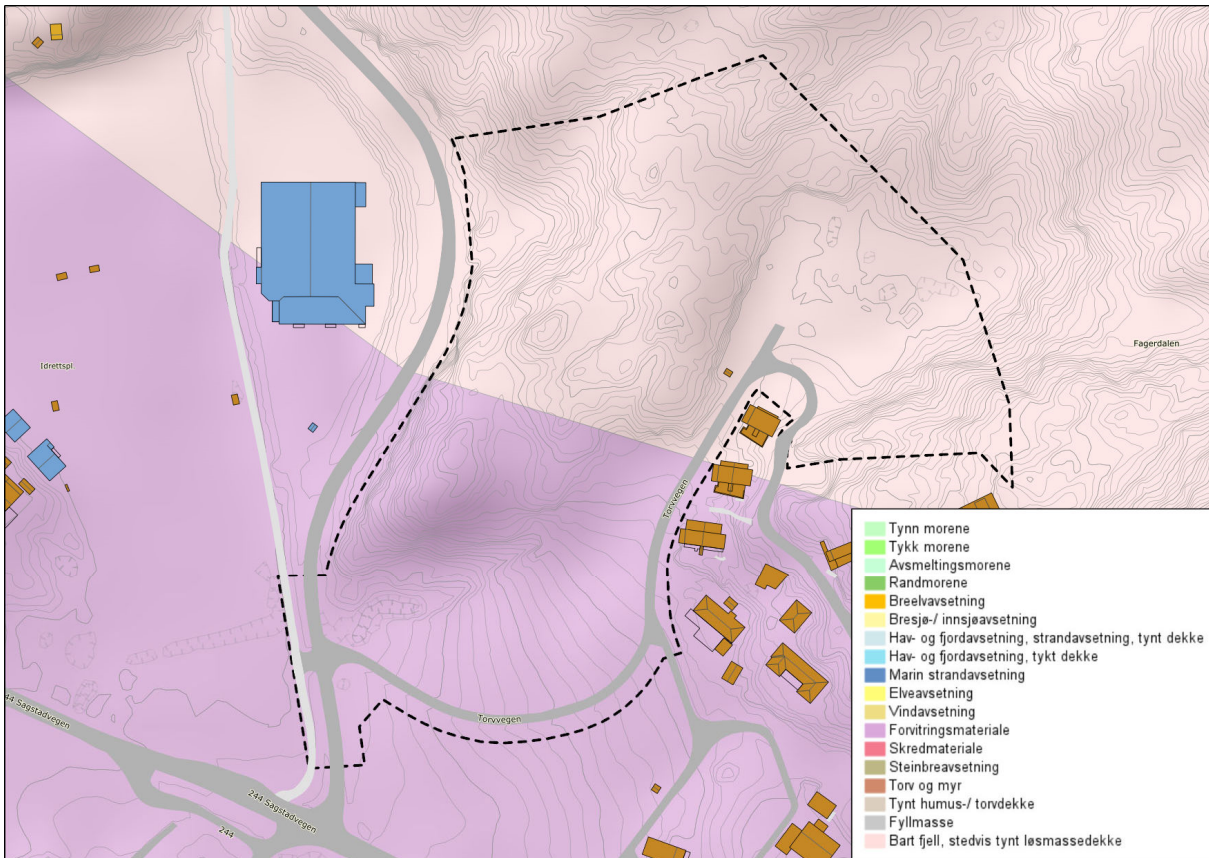 Fagerdalen
Idrettspl
Torvvegen
Torvvegen
244 Sagstadvegen
244 Sagstadvegen
244
Tynn morene
Tykk morene
Avsmeltingsmorene
Randmorene
Breelvavsetning
Bresjø-/ innsjøavsetning
Hav- og fjordavsetning, strandavsetning, tynt dekke
Hav- og fjordavsetning, tykt dekke
Marin strandavsetning
Elveavsetning
Vindavsetning
Forvitringsmateriale
Skredmateriale
Steinbreavsetning
Torv og myr
Tynt humus-/ torvdekke
Fyllmasse
Bart fjell, stedvis tynt løsmassedekke